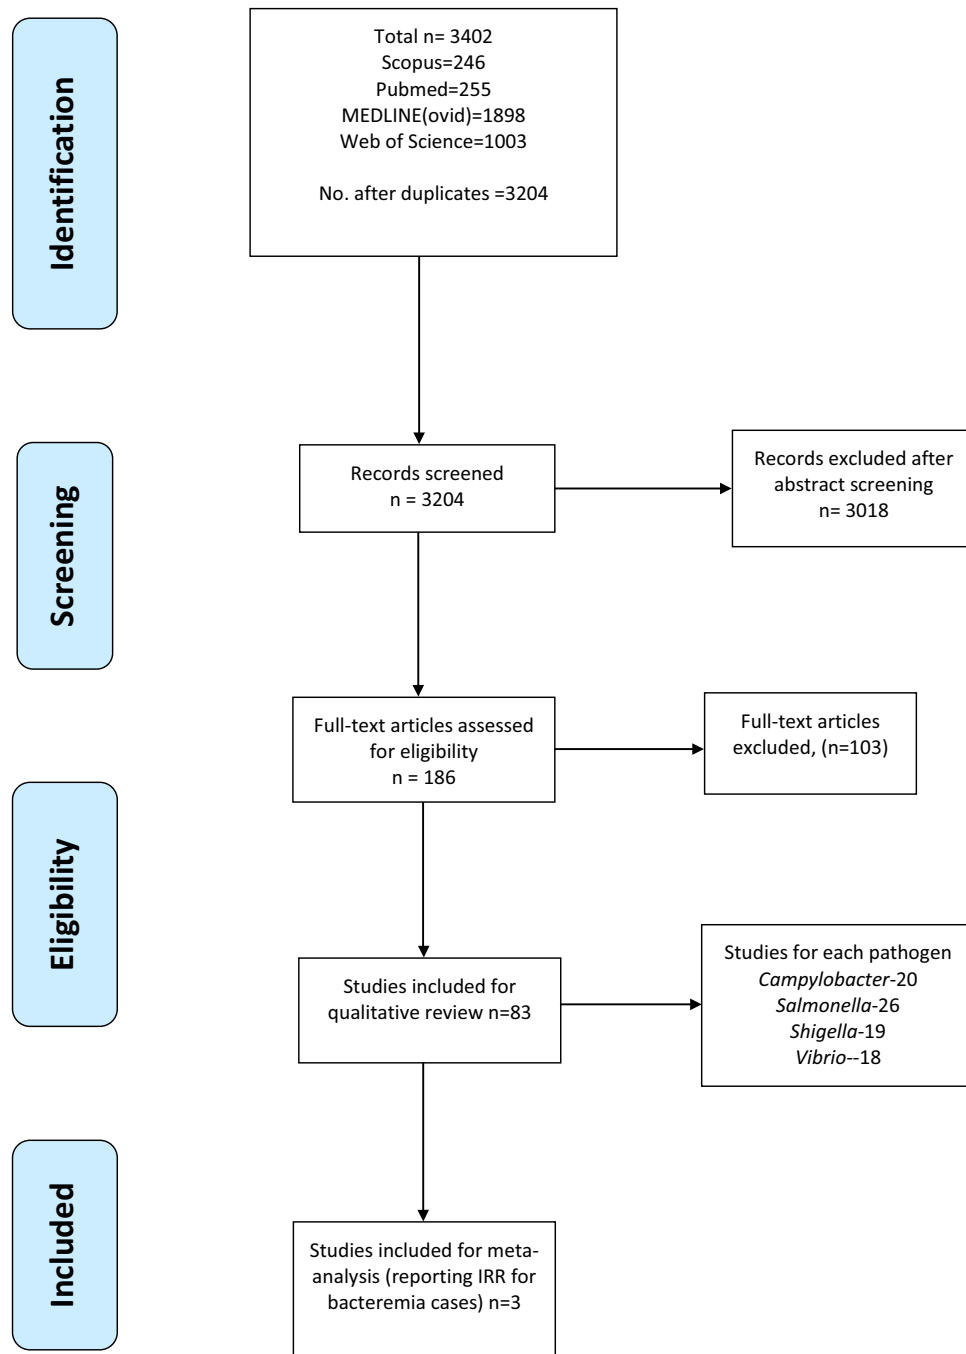 Identification
Total n= 3402
Scopus=246
Pubmed=255
MEDLINE(ovid)=1898
Web of Science=1003
No. after duplicates =3204
Screening
Records screened
n = 3204
Records excluded after
abstract screening
n= 3018
Eligibility
Full-text articles assessed
for eligibility
n = 186
Full-text articles
excluded, (n=103)
Studies included for
qualitative review n=83
Studies for each pathogen
Campylobacter-20
Salmonella-26
Shigella-19
Vibrio--18
Included
Studies included for meta-
analysis (reporting IRR for
bacteremia cases) n=3